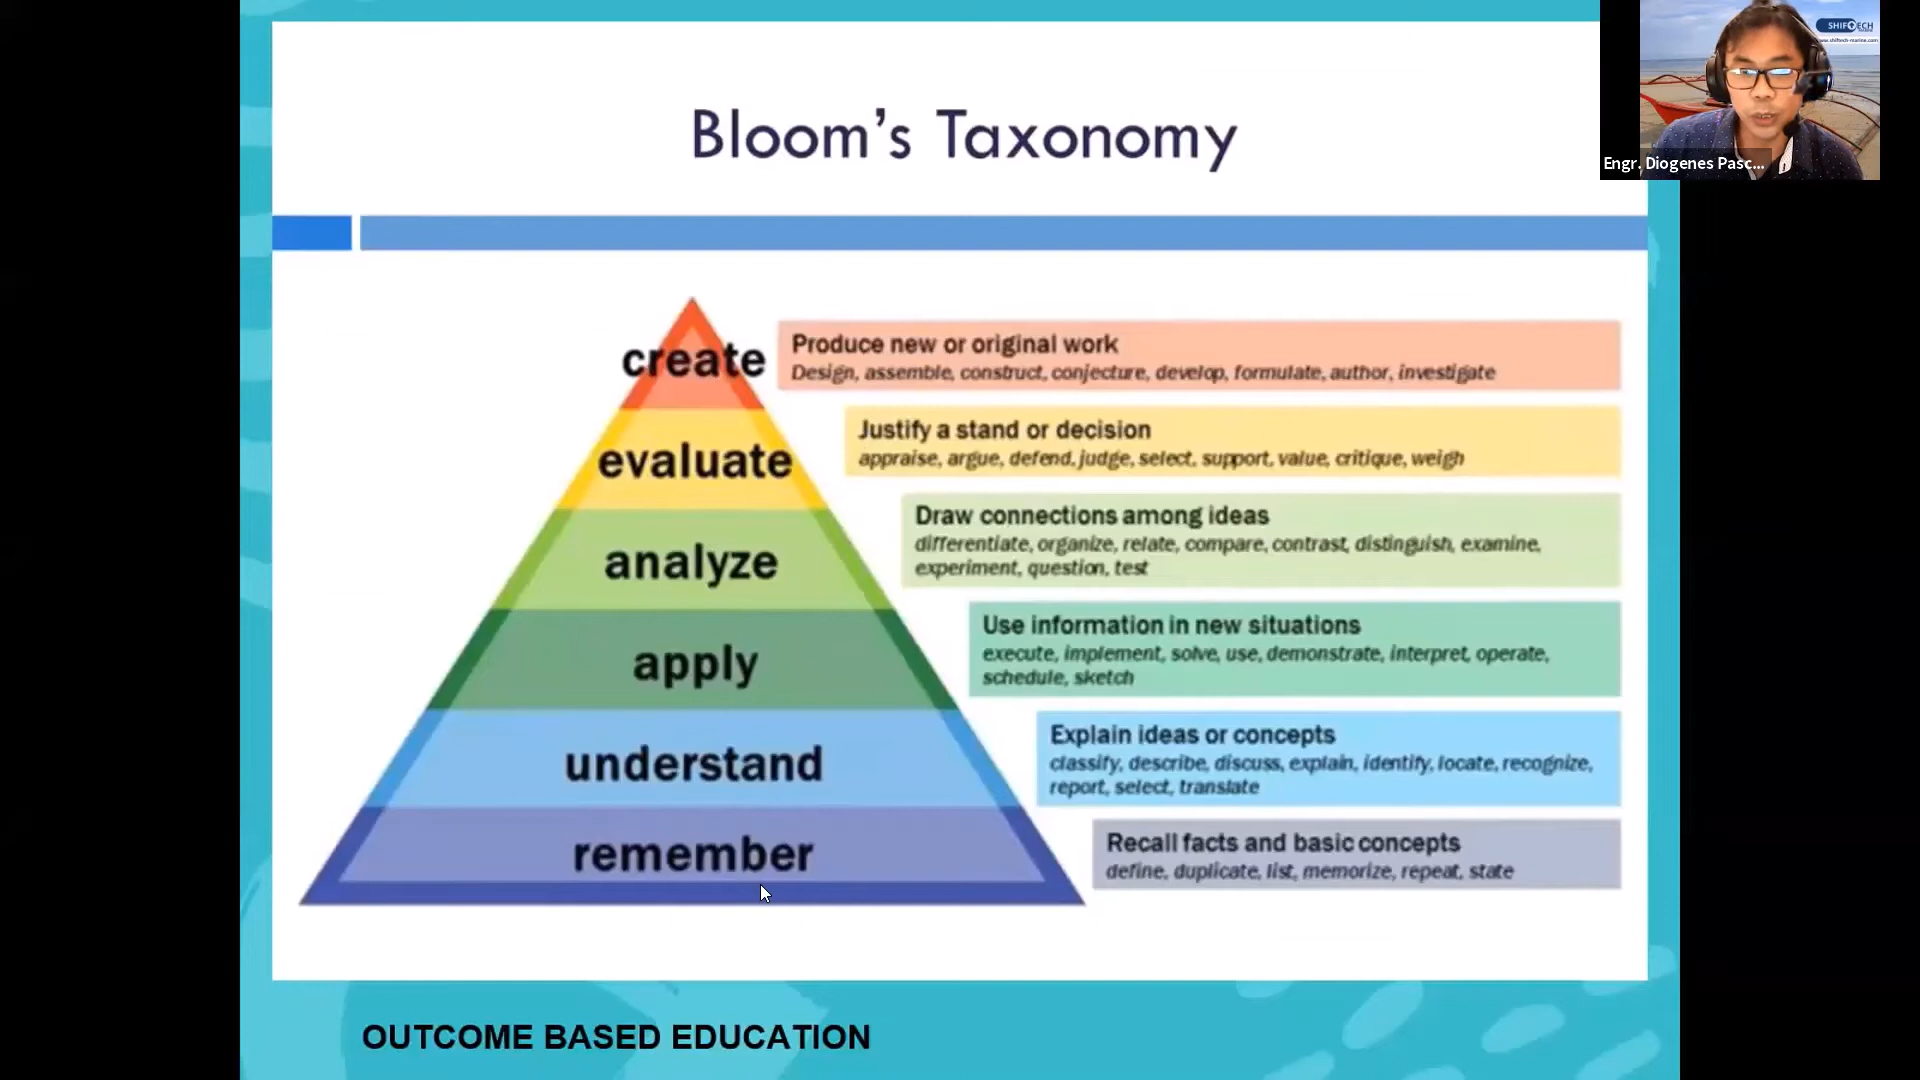 Bloom's Taxonomy
SHIFTECH
www.shiftech-marine.com
Engr. Diogenes Pasc...
create
Produce new or original work
Design, assemble, construct, conjecture, develop, formulate, author, investigate
evaluate
Justify a stand or decision
appraise, argue, defend, judge, select, support, value, critique, weigh
analyze
Draw connections among ideas
differentiate, organize, relate, compare, contrast, distinguish, examine,
experiment, question, test
apply
Use information in new situations
execute, implement, solve, use, demonstrate, interpret, operate,
schedule, sketch
understand
Explain ideas or concepts
classify, describe, discuss, explain, identify, locate, recognize,
report, select, translate
remember
Recall facts and basic concepts
define, duplicate, list, memorize, repeat, state
OUTCOME BASED EDUCATION